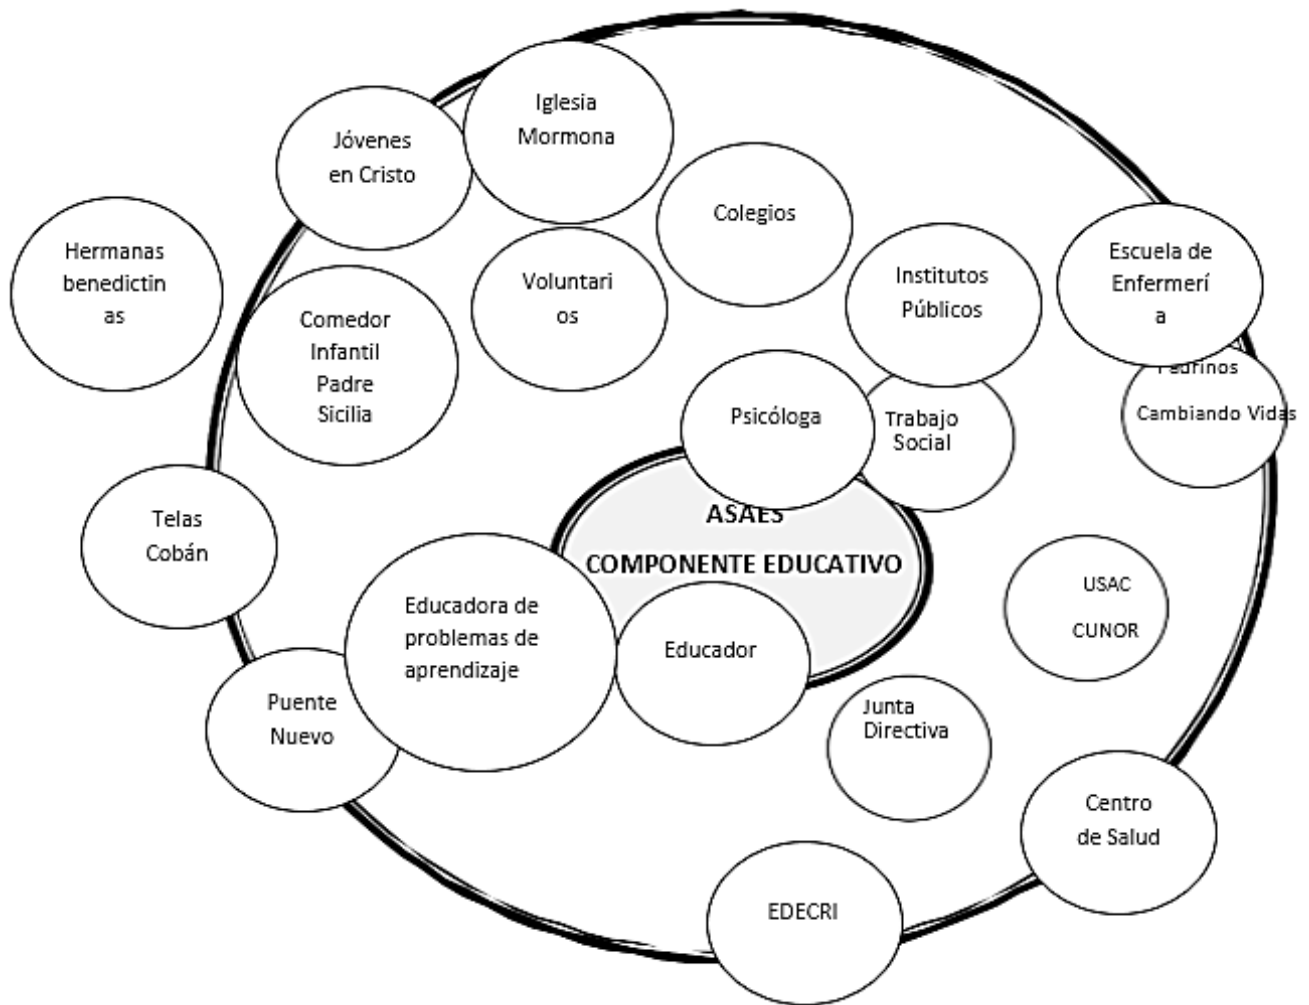 Iglesia
Mormona
Jóvenes
en Cristo
Colegios
Hermanas
benedictin
as
Voluntari
os
Institutos
Públicos
Escuela de
Enfermerí
a
Comedor
Infantil
Padre
Sicilia
Padrinos
Cambiando Vidas
Psicóloga
Trabajo
Social
Telas
Cobán
ASAES
COMPONENTE EDUCATIVO
USAC
CUNOR
Educadora de
problemas de
aprendizaje
Educador
Puente
Nuevo
Junta
Directiva
Centro
de Salud
EDECRI